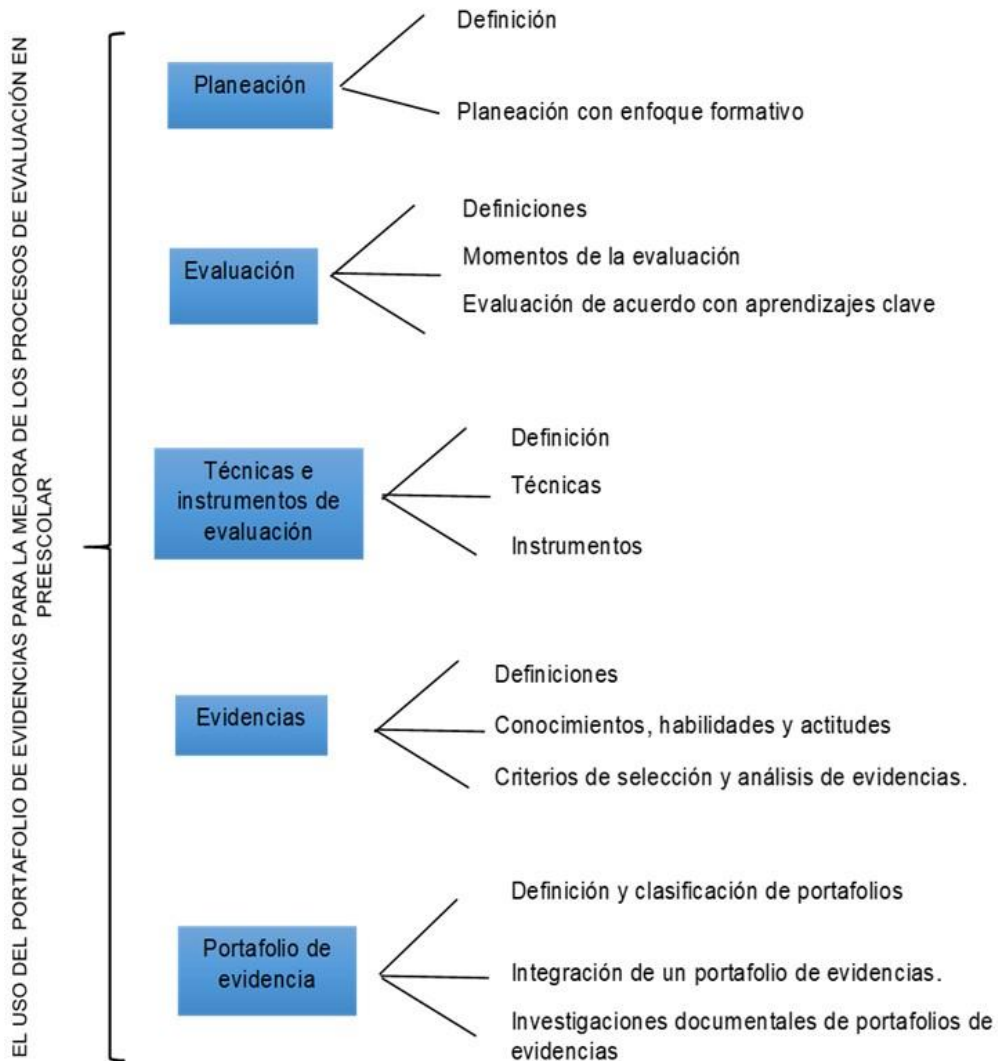 EL USO DEL PORTAFOLIO DE EVIDENCIAS PARA LA MEJORA DE LOS PROCESOS DE EVALUACIÓN EN
PREESCOLAR
Planeación
Definición
Planeación con enfoque formativo
Evaluación
Definiciones
Momentos de la evaluación
Evaluación de acuerdo con aprendizajes clave
Técnicas e
instrumentos de
evaluación
Definición
Técnicas
Instrumentos
Evidencias
Definiciones
Conocimientos, habilidades y actitudes
Criterios de selección y análisis de evidencias.
Portafolio de
evidencia
Definición y clasificación de portafolios
Integración de un portafolio de evidencias.
Investigaciones documentales de portafolios de
evidencias